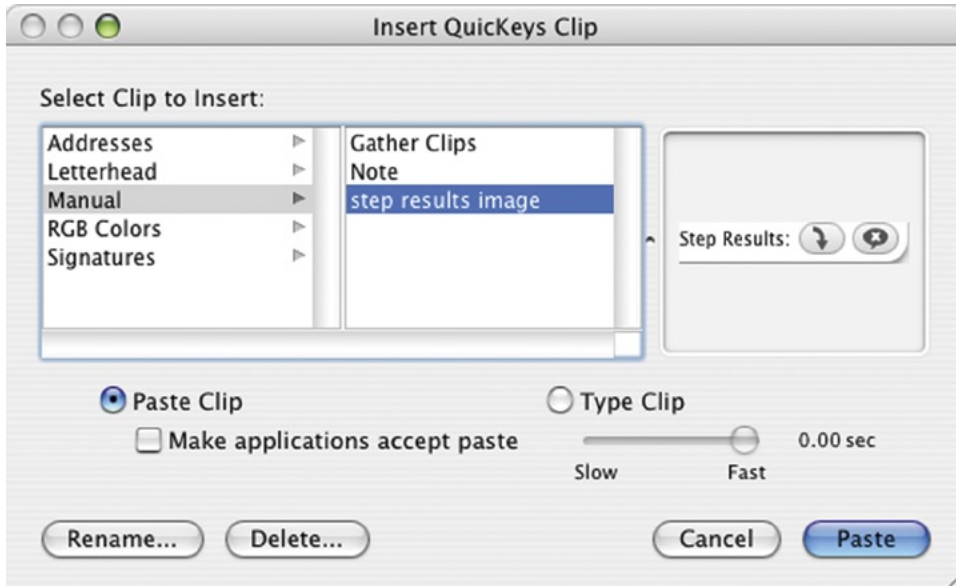 Insert QuicKeys Clip
Select Clip to Insert:
Addresses
Letterhead
Manual
RGB Colors
Signatures
Gather Clips
Note
step results image
Step Results:
Paste Clip
Make applications accept paste
Type Clip
0.00 sec
Slow Fast
Rename... Delete... Cancel Paste